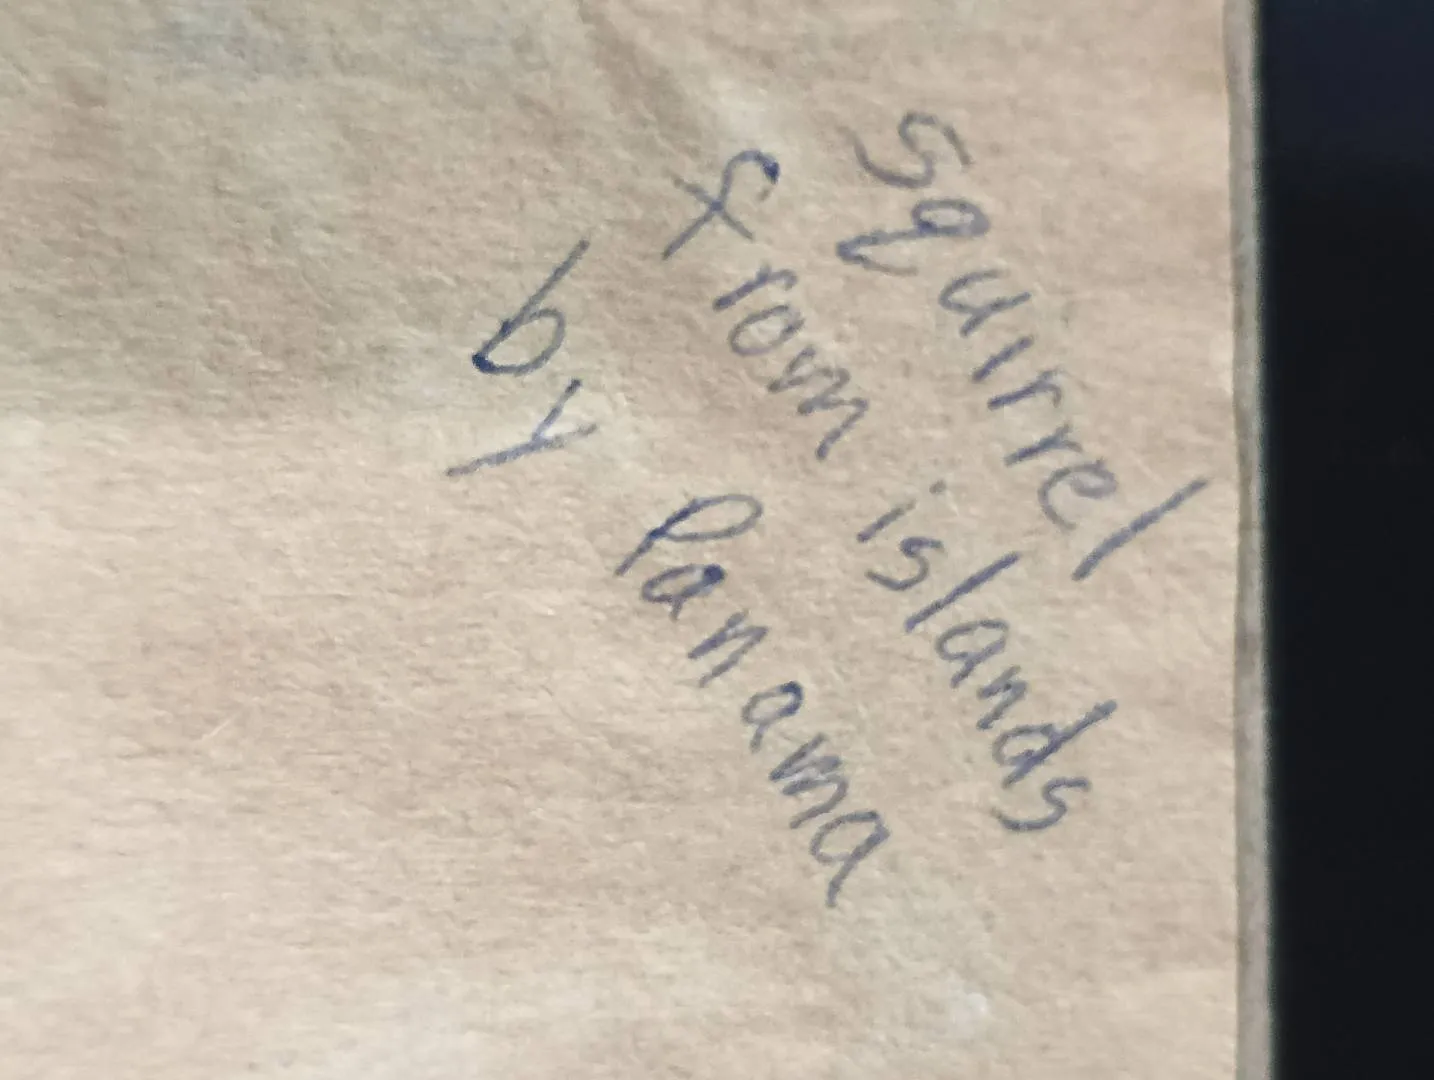 squirrel
from islands
by Panama